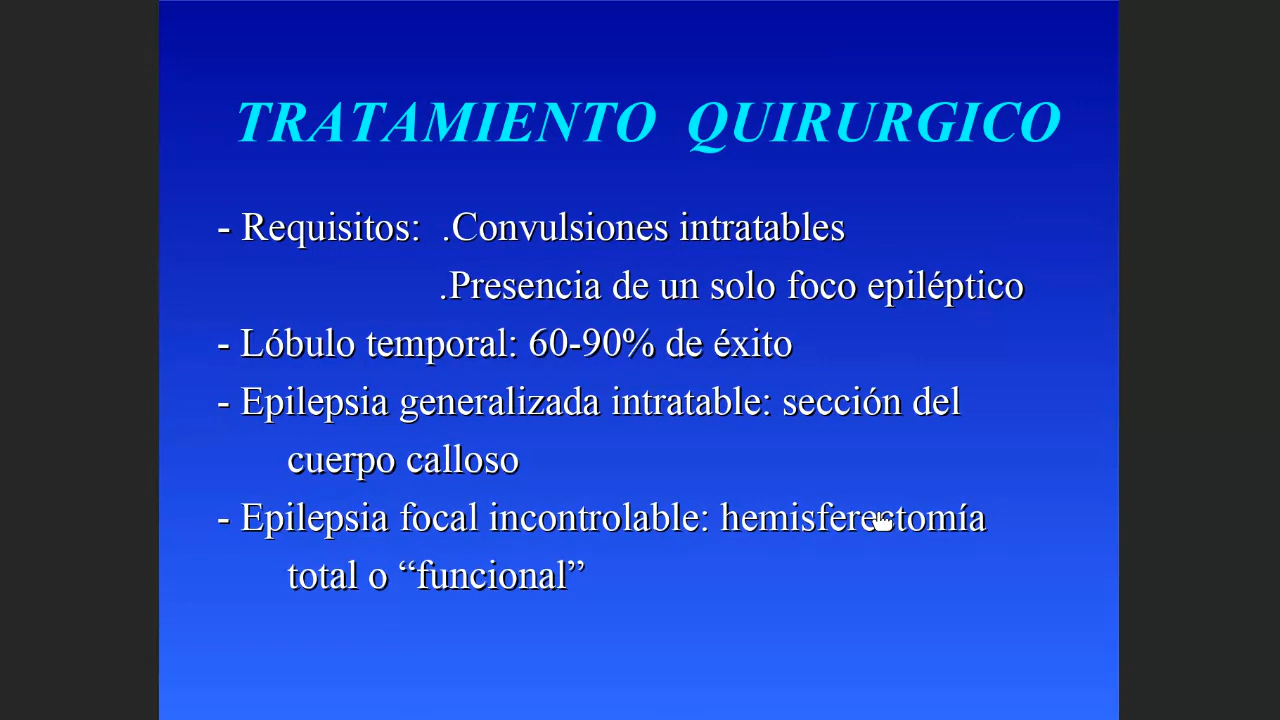 TRATAMIENTO QUIRURGICO
- Requisitos: .Convulsiones intratables
.Presencia de un solo foco epiléptico
- Lóbulo temporal: 60-90% de éxito
- Epilepsia generalizada intratable: sección del
cuerpo calloso
- Epilepsia focal incontrolable: hemisferectomía
total o “funcional”